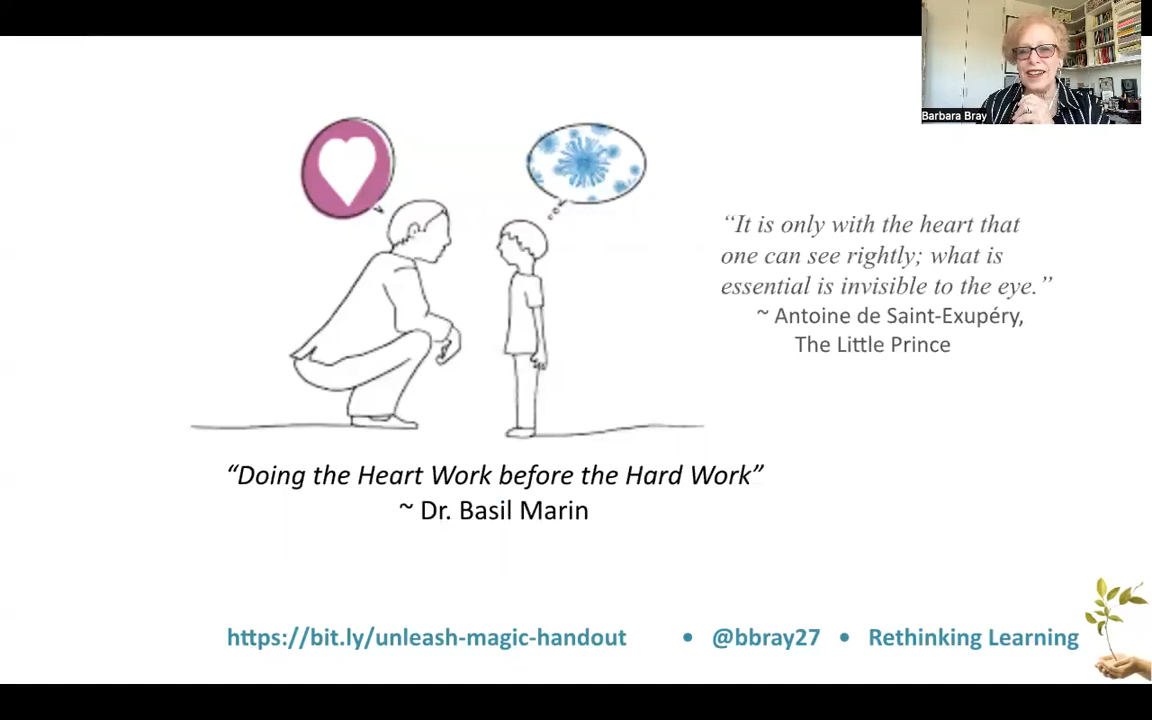 Barbara Bray
“It is only with the heart that
one can see rightly; what is
essential is invisible to the eye.”
~ Antoine de Saint-Exupéry,
The Little Prince
“Doing the Heart Work before the Hard Work”
~ Dr. Basil Marin
https://bit.ly/unleash-magic-handout • @bbray27 • Rethinking Learning